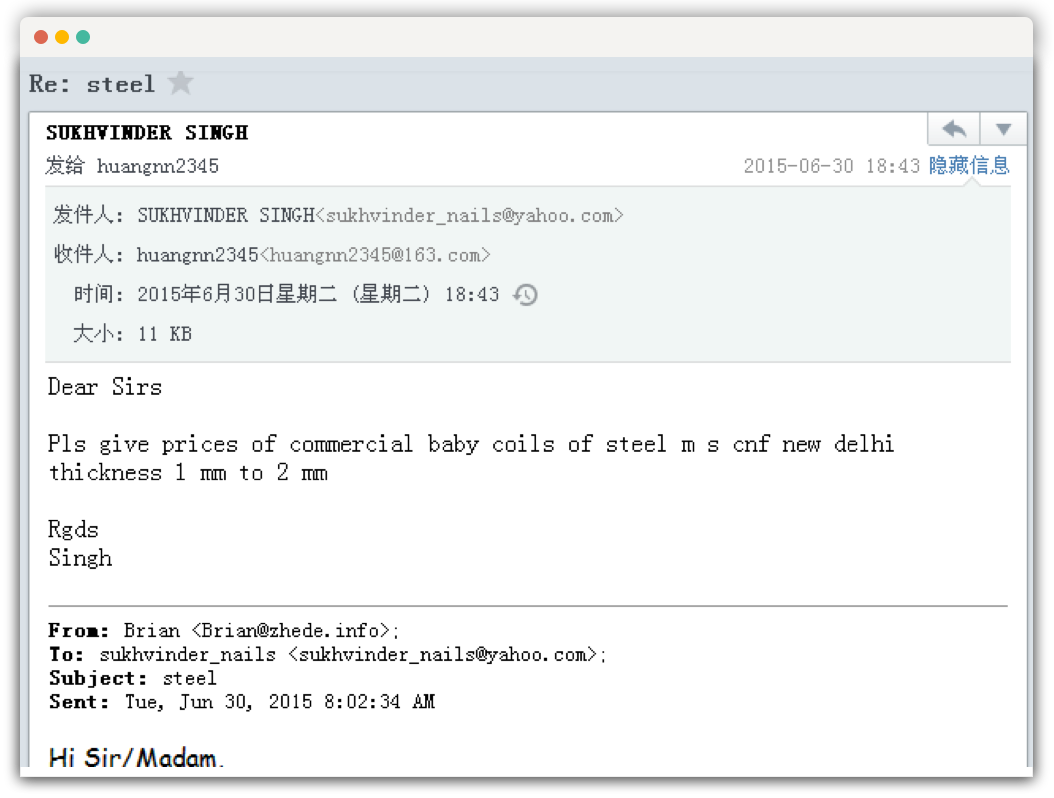 Re: steel
SUKHVINDER SINGH
发给 huangnn2345
2015-06-30 18:43 隐藏信息
发件人: SUKHVINDER SINGH<sukhvinder_nails@yahoo.com>
收件人: huangnn2345<huangnn2345@163.com>
时间: 2015年6月30日星期二 (星期二) 18:43
大小: 11 KB
Dear Sirs
Pls give prices of commercial baby coils of steel m s cnf new delhi
thickness 1 mm to 2 mm
Rgds
Singh
From: Brian <Brian@zhede.info>;
To: sukhvinder_nails <sukhvinder_nails@yahoo.com>;
Subject: steel
Sent: Tue, Jun 30, 2015 8:02:34 AM
Hi Sir/Madam,